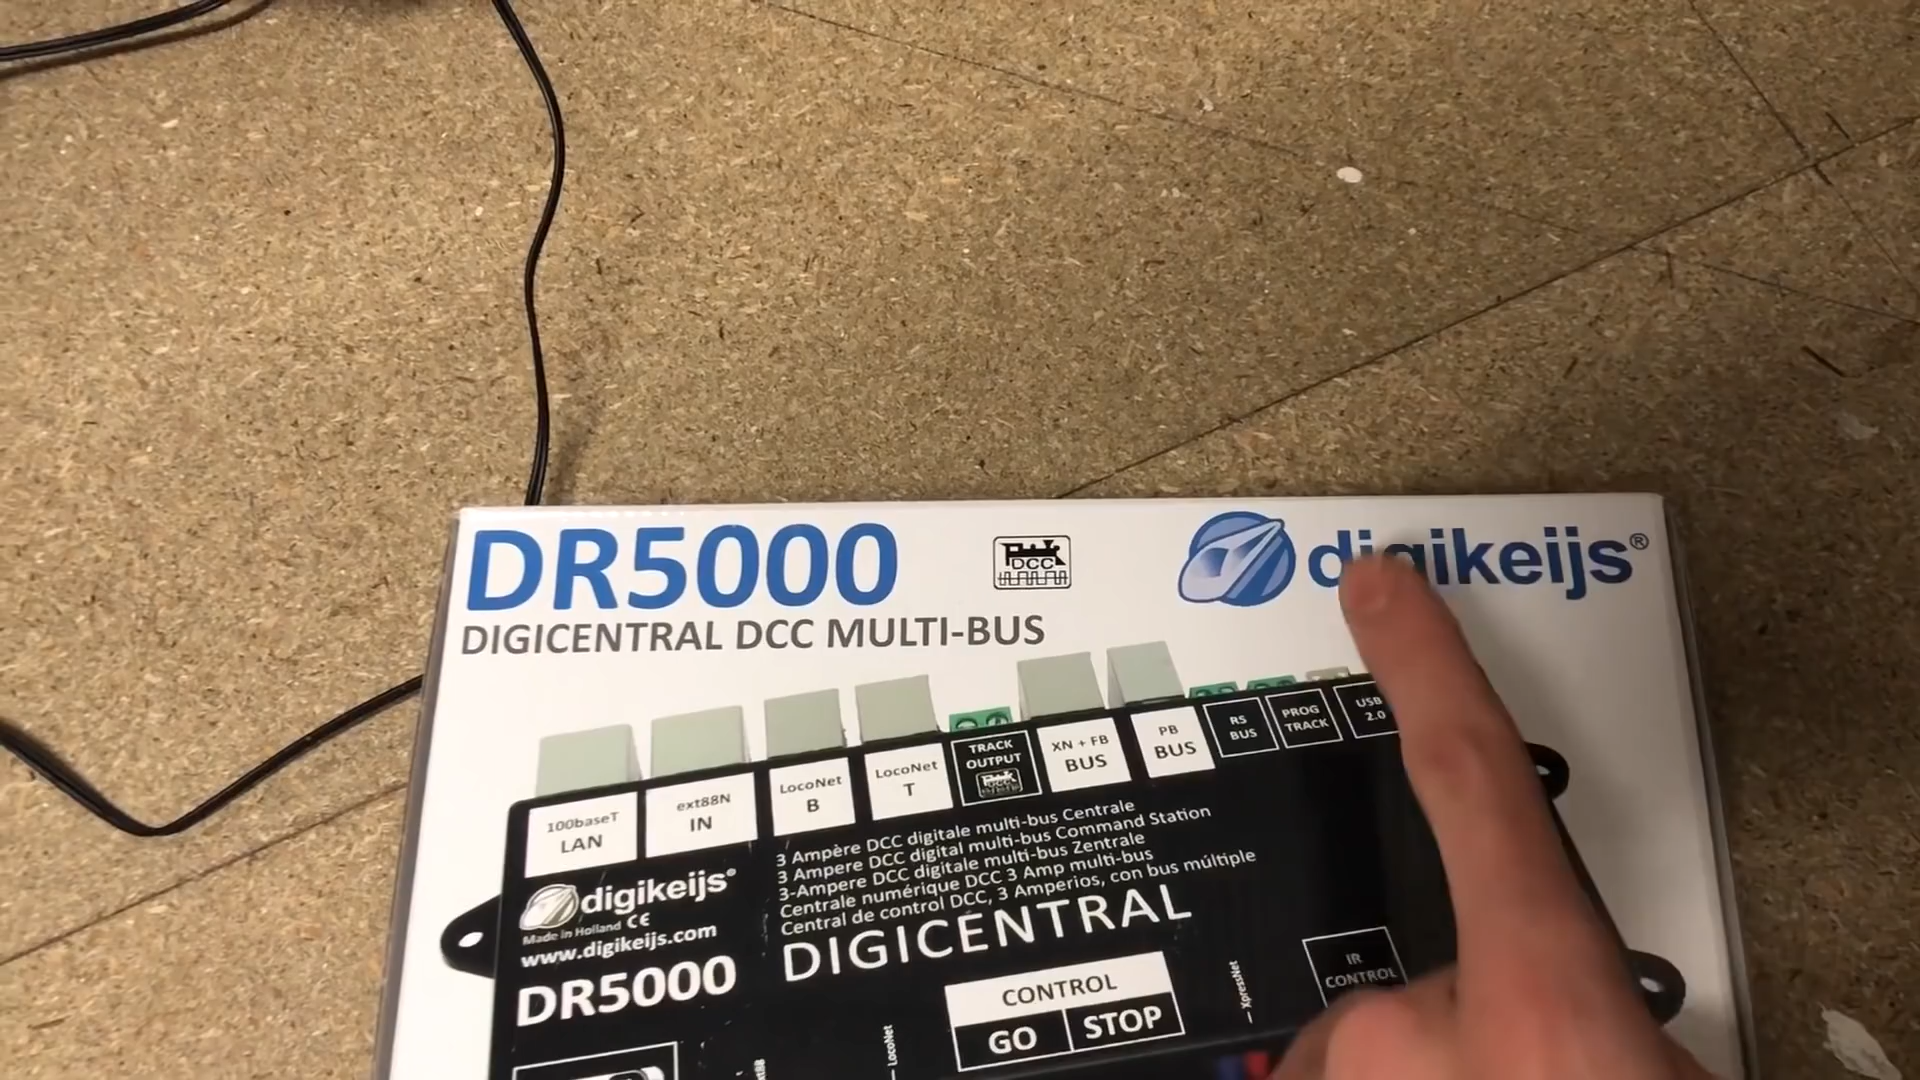 DR5000
DCC
digikeijs®
DIGICENTRAL DCC MULTI-BUS
100baseT
LAN
ext88N
IN
LocoNet
B
LocoNet
T
TRACK
OUTPUT
XN + FB
BUS
PB
BUS
RS
BUS
PROG
TRACK
USB
2.0
3 Ampère DCC digitale multi-bus Centrale
3 Ampere DCC digital multi-bus Command Station
3-Ampere DCC digitale multi-bus Zentrale
Centrale numérique DCC 3 Amp multi-bus
Central de control DCC, 3 Amperios, con bus múltiple
digikeijs®
Made in Holland CE
www.digikeijs.com
DR5000
DIGICENTRAL
CONTROL
GO
STOP
IR
CONTROL
LocoNet
XpressNet